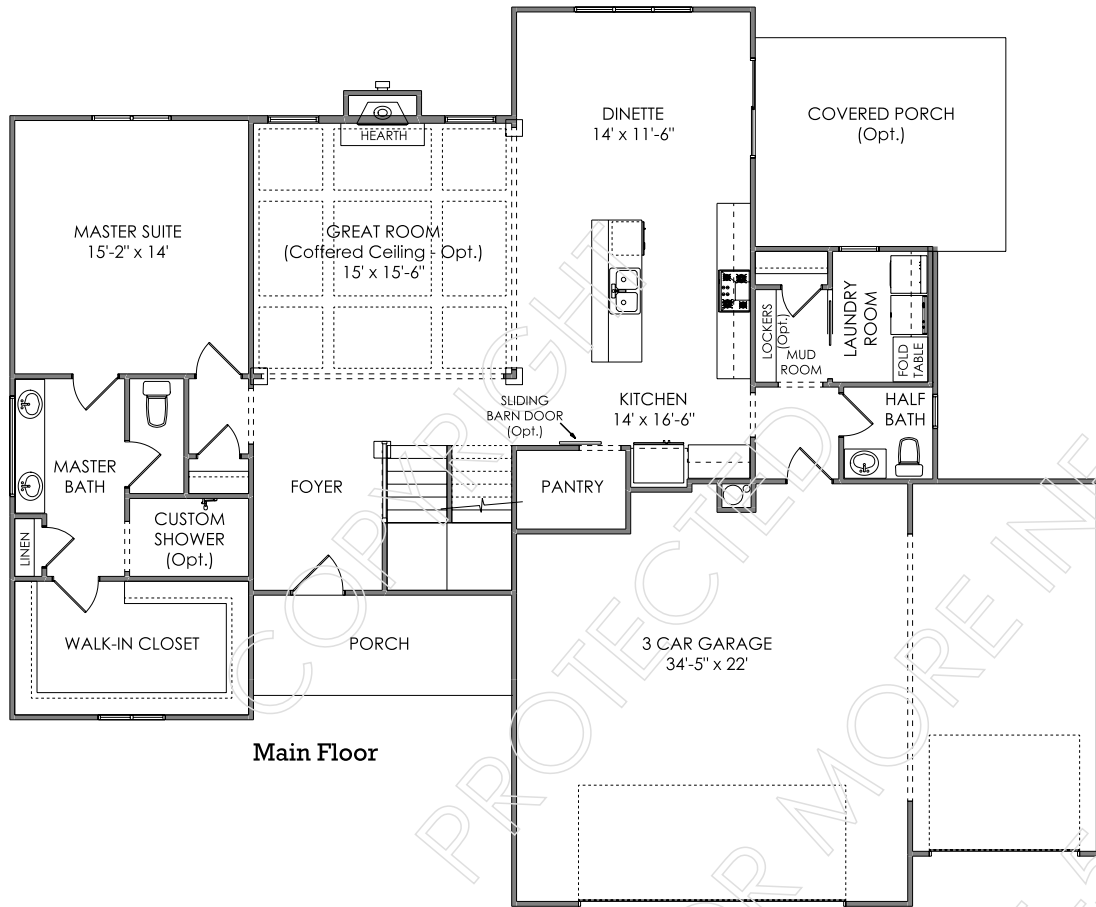 DINETTE
14' x 11'-6"
COVERED PORCH
(Opt.)
HEARTH
MASTER SUITE
15'-2" x 14'
GREAT ROOM
(Coffered Ceiling - Opt.)
15' x 15'-6"
LOCKERS
(Opt.)
MUD
ROOM
LAUNDRY
ROOM
FOLD
TABLE
KITCHEN
14' x 16'-6"
SLIDING
BARN DOOR
(Opt.)
HALF
BATH
MASTER
BATH
FOYER
PANTRY
CUSTOM
SHOWER
(Opt.)
LINEN
WALK-IN CLOSET
PORCH
3 CAR GARAGE
34'-5" x 22'
Main Floor
COPYRIGHT
PROTECTED
MORE